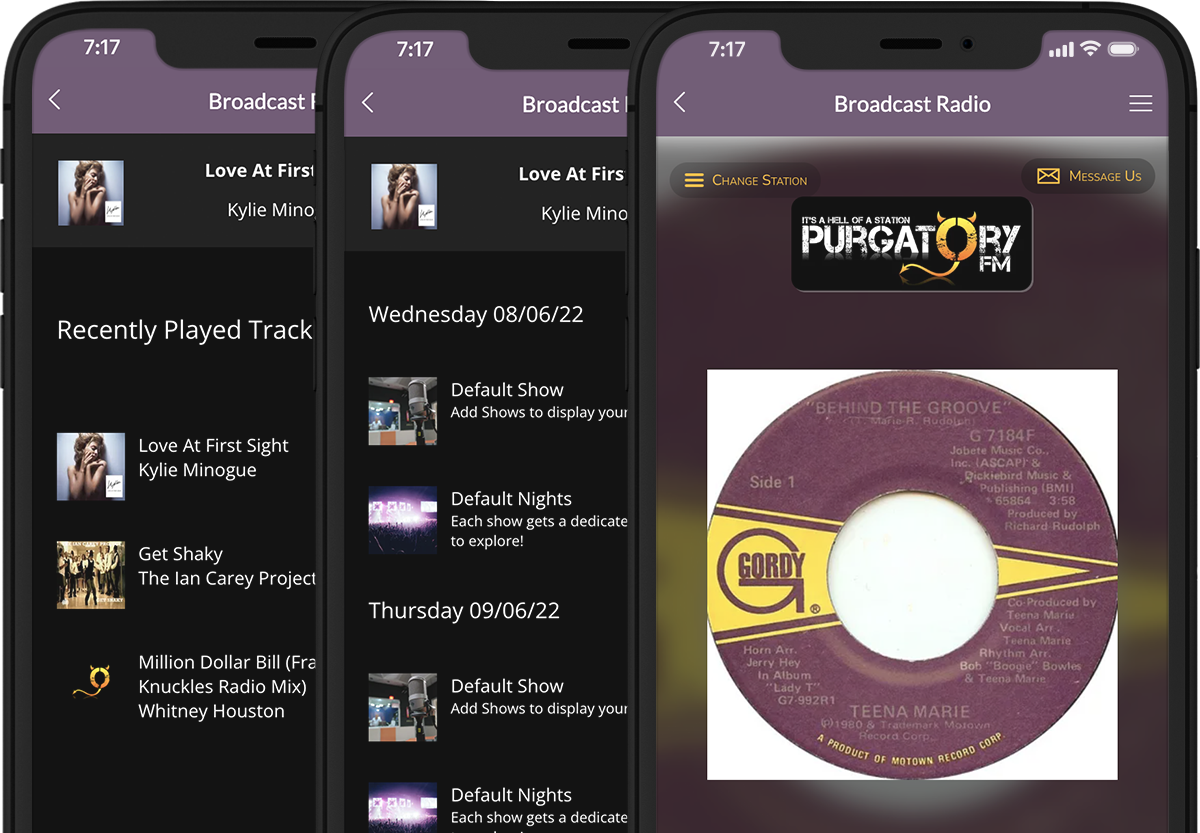 7:17
Broadcast
Love At First
Kylie Mino
Recently Played Track
Love At First Sight
Kylie Minogue
Get Shaky
The Ian Carey Project
Million Dollar Bill (Fra
Knuckles Radio Mix)
Whitney Houston
7:17
Broadcast
Love At Firs
Kylie Mino
Wednesday 08/06/22
Default Show
Add Shows to display your
Default Nights
Each show gets a dedicate
to explore!
Thursday 09/06/22
Default Show
Add Shows to display your
Default Nights
Each show gets a dedicate
7:17
Broadcast Radio
Change Station
Message Us
IT'S A HELL OF A STATION
PURGATORY
FM
"BEHIND THE GROOVE"
Marie-R. Rudolph
G 7184F
Jobete Music Co.,
Inc. (ASCAP) &
Dickiebird Music &
Publishing (BMI)
65864 3:58
Produced by
Richard Rudolph
Side 1
GORDY
®
Co-Produced by
Teena Marie
Vocal Arr.
Teena Marie
Rhythm Arr.
Bob "Boogie" Bowles
& Teena Marie
Horn Arr.
Jerry Hey
In Album
"Lady T"
G7-992R1
TEENA MARIE
℗1980 & Trademark Motown
Record Corp.
A PRODUCT OF MOTOWN RECORD CORP.